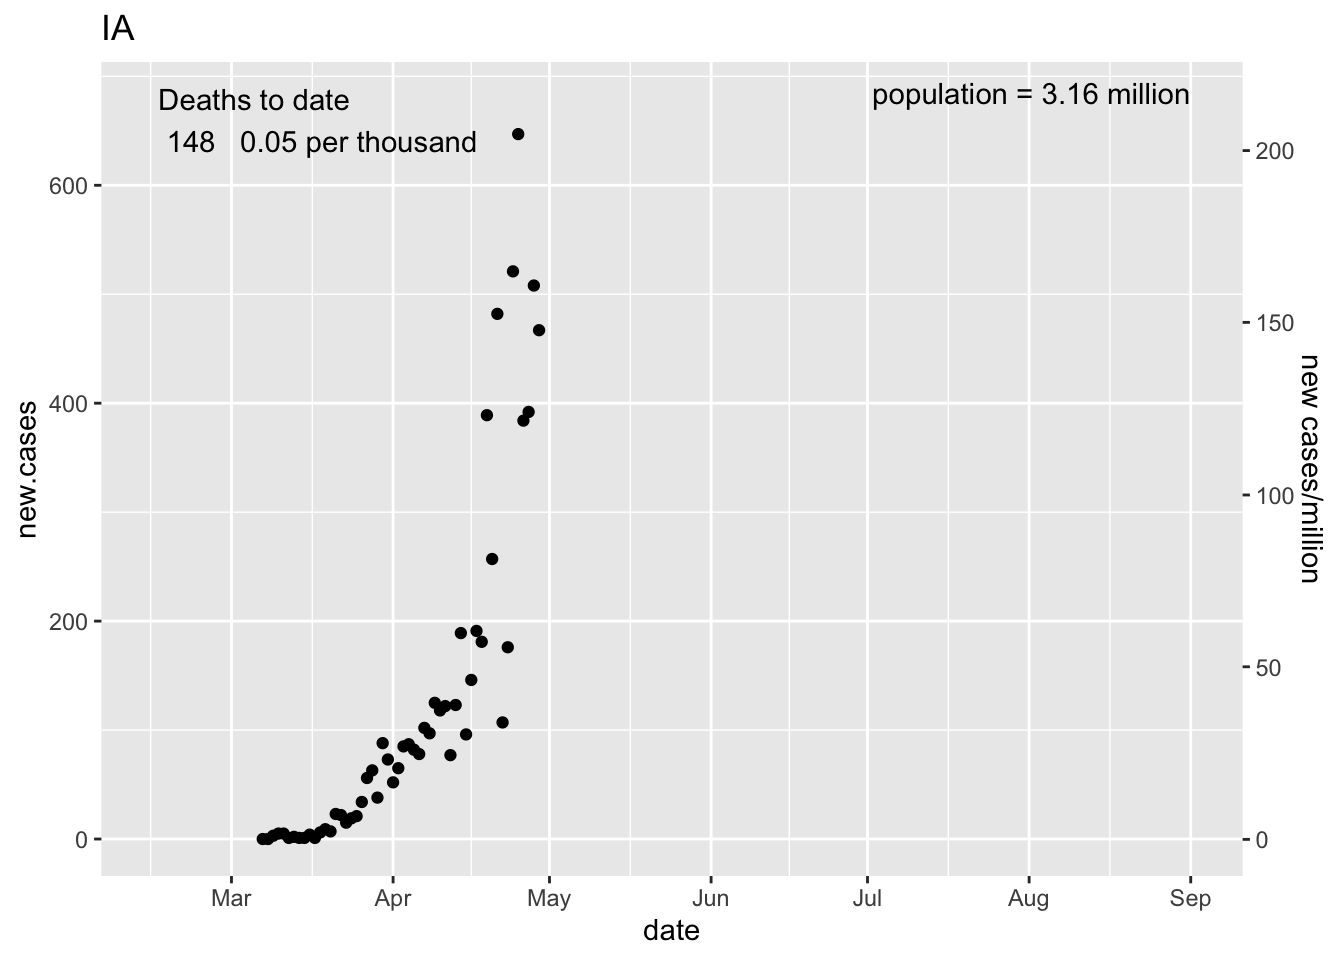 IA
Deaths to date
148 0.05 per thousand
population = 3.16 million
600
400
200
0
new.cases
200
150
100
50
0
new cases/million
Mar Apr May Jun Jul Aug Sep
date